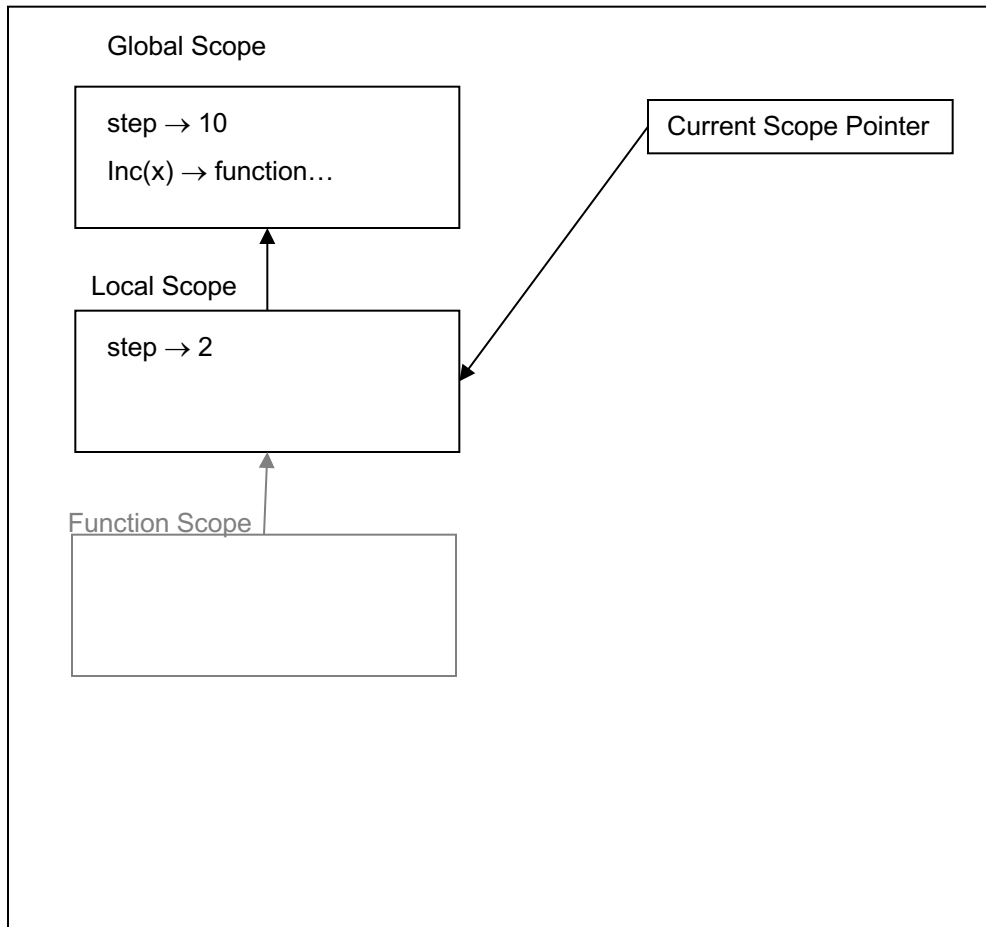 Global Scope
step → 10
Inc(x) → function…
Current Scope Pointer
Local Scope
step → 2
Function Scope